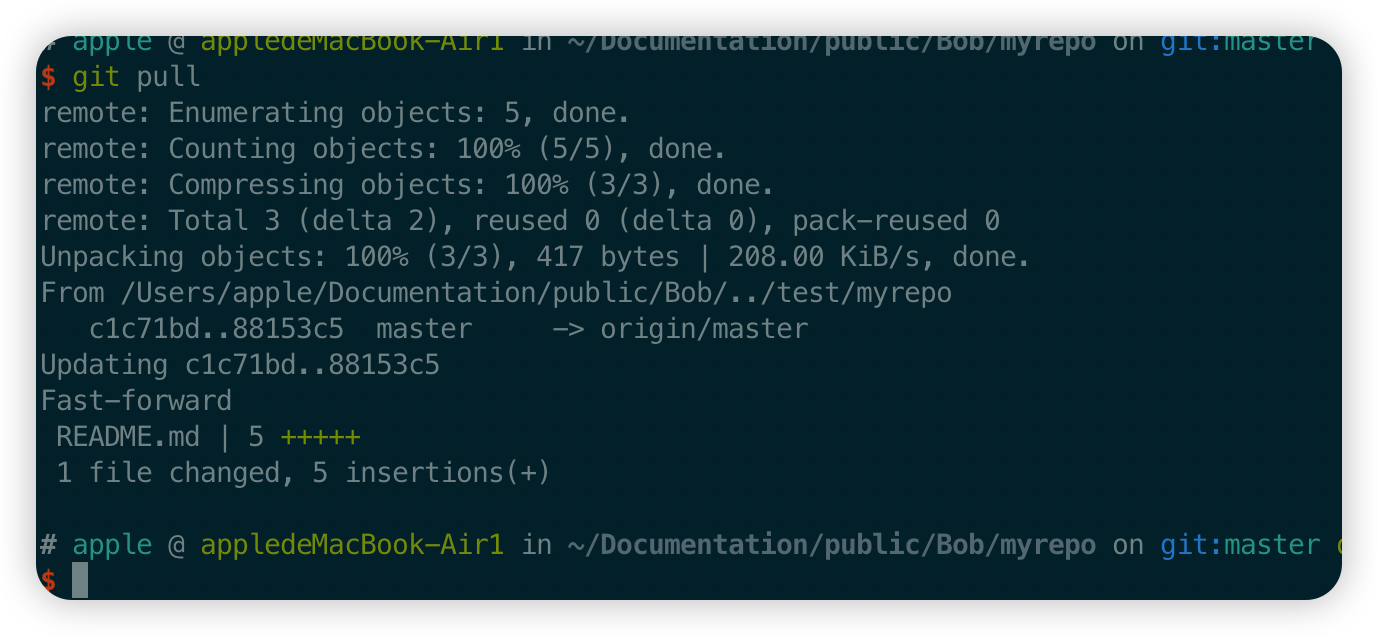 # apple @ appledeMacBook-Air1 in ~/Documentation/public/Bob/myrepo on git:master
$ git pull
remote: Enumerating objects: 5, done.
remote: Counting objects: 100% (5/5), done.
remote: Compressing objects: 100% (3/3), done.
remote: Total 3 (delta 2), reused 0 (delta 0), pack-reused 0
Unpacking objects: 100% (3/3), 417 bytes | 208.00 KiB/s, done.
From /Users/apple/Documentation/public/Bob/../test/myrepo
   c1c71bd..88153c5  master     -> origin/master
Updating c1c71bd..88153c5
Fast-forward
 README.md | 5 +++++
 1 file changed, 5 insertions(+)

# apple @ appledeMacBook-Air1 in ~/Documentation/public/Bob/myrepo on git:master
$